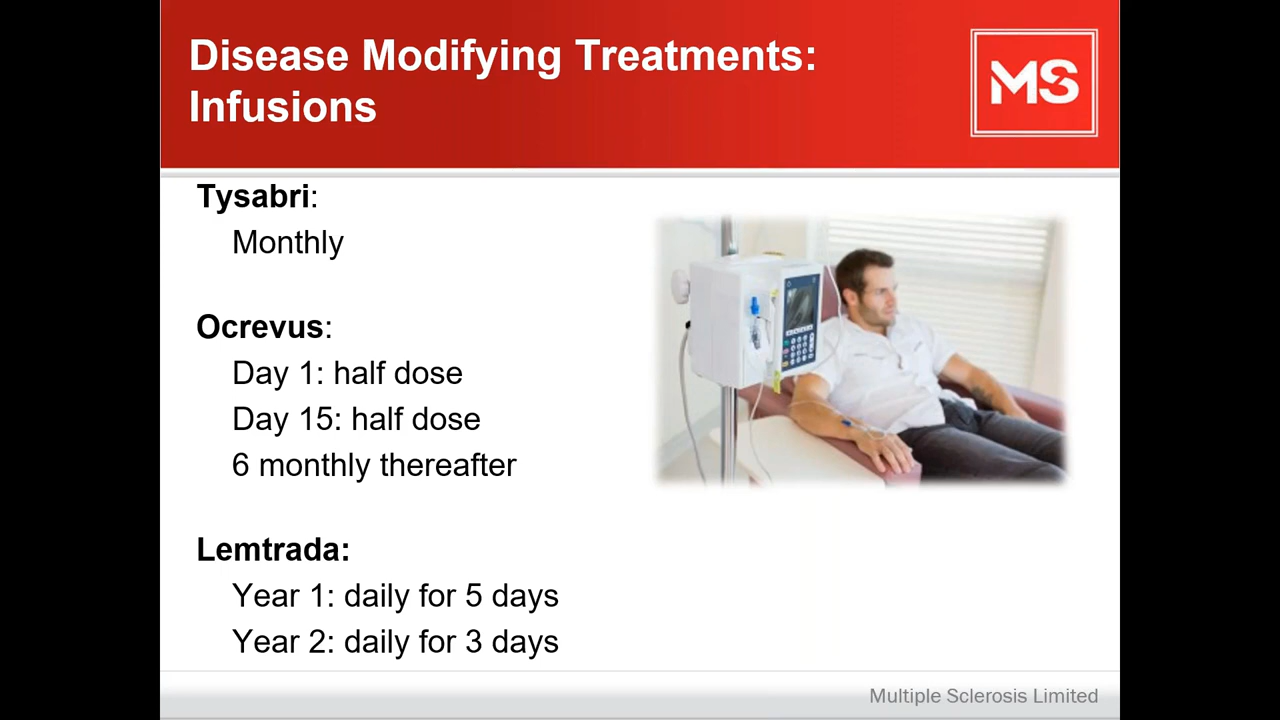 Disease Modifying Treatments:
Infusions
MS
Tysabri:
Monthly
Ocrevus:
Day 1: half dose
Day 15: half dose
6 monthly thereafter
Lemtrada:
Year 1: daily for 5 days
Year 2: daily for 3 days
Multiple Sclerosis Limited